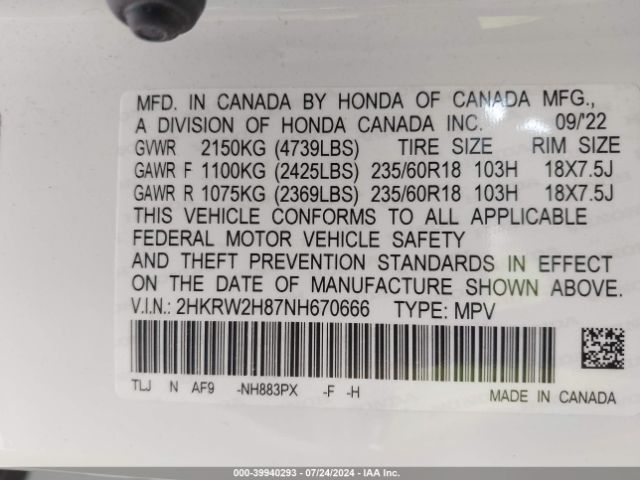 MFD. IN CANADA BY HONDA OF CANADA MFG.,
A DIVISION OF HONDA CANADA INC. 09/'22
GVWR 2150KG (4739LBS) TIRE SIZE RIM SIZE
GAWR F 1100KG (2425LBS) 235/60R18 103H 18X7.5J
GAWR R 1075KG (2369LBS) 235/60R18 103H 18X7.5J
THIS VEHICLE CONFORMS TO ALL APPLICABLE
FEDERAL MOTOR VEHICLE SAFETY
AND THEFT PREVENTION STANDARDS IN EFFECT
ON THE DATE OF MANUFACTURE SHOWN ABOVE.
V.I.N.: 2HKRW2H87NH670666 TYPE: MPV
TLJ N AF9 -NH883PX -F -H MADE IN CANADA
000-39940293 - 07/24/2024 - IAA Inc.